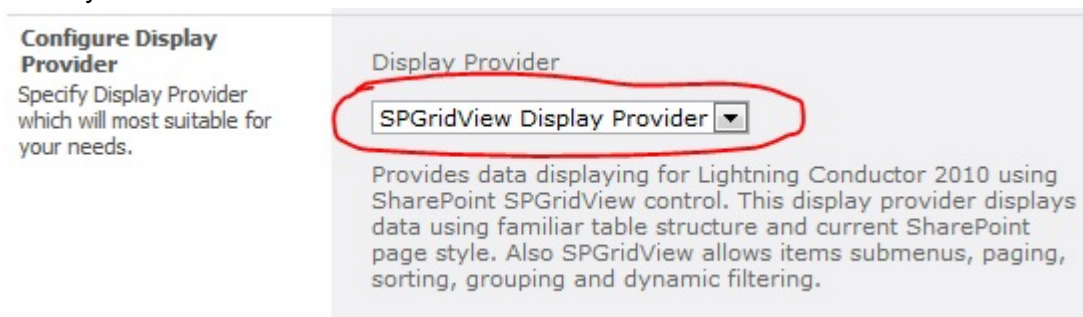 Configure Display
Provider
Specify Display Provider
which will most suitable for
your needs.
Display Provider
SPGridView Display Provider
Provides data displaying for Lightning Conductor 2010 using
SharePoint SPGridView control. This display provider displays
data using familiar table structure and current SharePoint
page style. Also SPGridView allows items submenus, paging,
sorting, grouping and dynamic filtering.